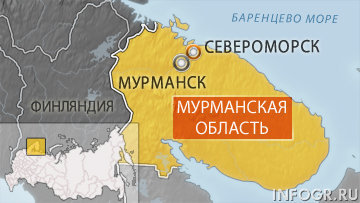 БАРЕНЦЕВО МОРЕ
СЕВЕРОМОРСК
МУРМАНСК
ФИНЛЯНДИЯ
МУРМАНСКАЯ
ОБЛАСТЬ
INFOGR.RU